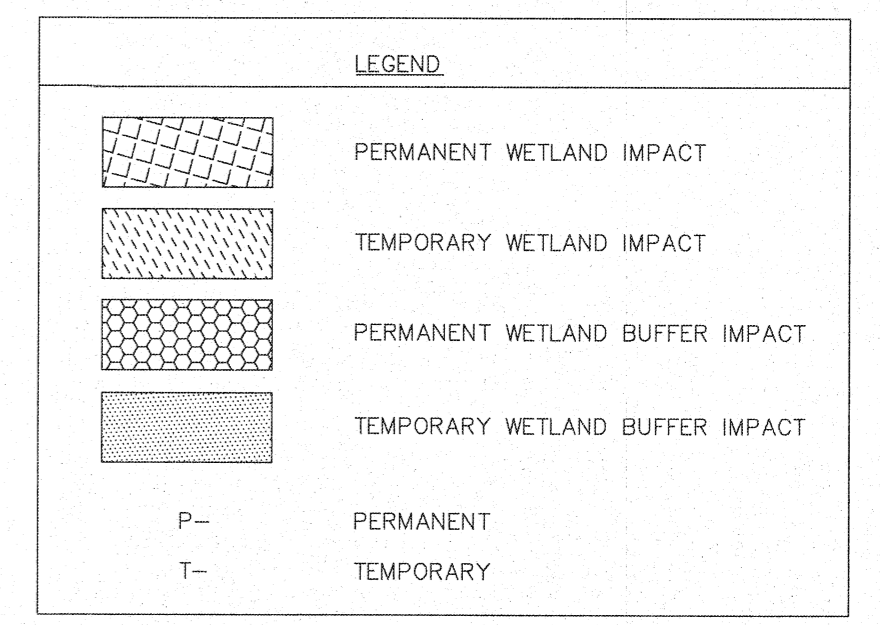 LEGEND
PERMANENT WETLAND IMPACT
TEMPORARY WETLAND IMPACT
PERMANENT WETLAND BUFFER IMPACT
TEMPORARY WETLAND BUFFER IMPACT
P– PERMANENT
T– TEMPORARY